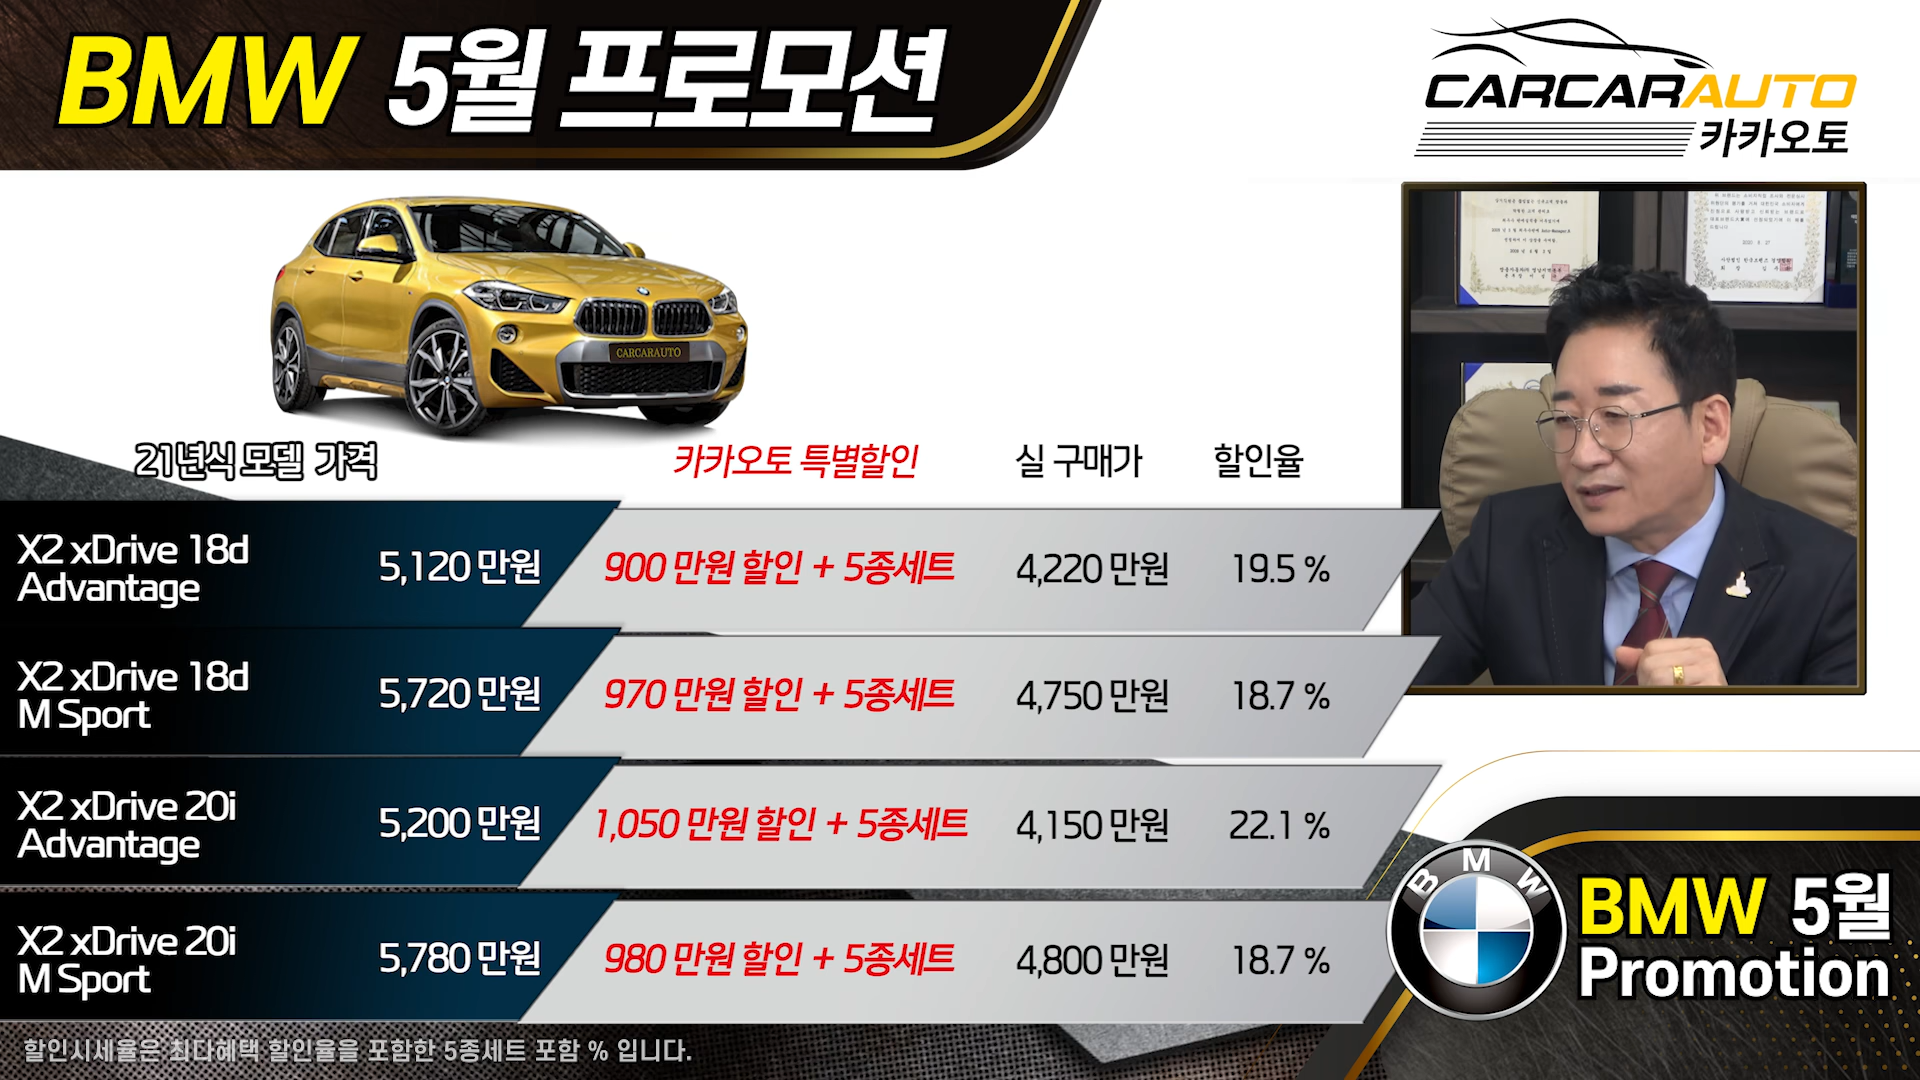 BMW 5월 프로모션
CARCARAUTO
카카오토
CARCARAUTO
21년식 모델 가격 카카오토 특별할인 실 구매가 할인율
X2 xDrive 18d
Advantage
5,120 만원 900 만원 할인 + 5종세트 4,220 만원 19.5 %
X2 xDrive 18d
M Sport
5,720 만원 970 만원 할인 + 5종세트 4,750 만원 18.7 %
X2 xDrive 20i
Advantage
5,200 만원 1,050 만원 할인 + 5종세트 4,150 만원 22.1 %
X2 xDrive 20i
M Sport
5,780 만원 980 만원 할인 + 5종세트 4,800 만원 18.7 %
BMW
BMW 5월
Promotion
할인시세율은 최다혜택 할인율을 포함한 5종세트 포함 % 입니다.